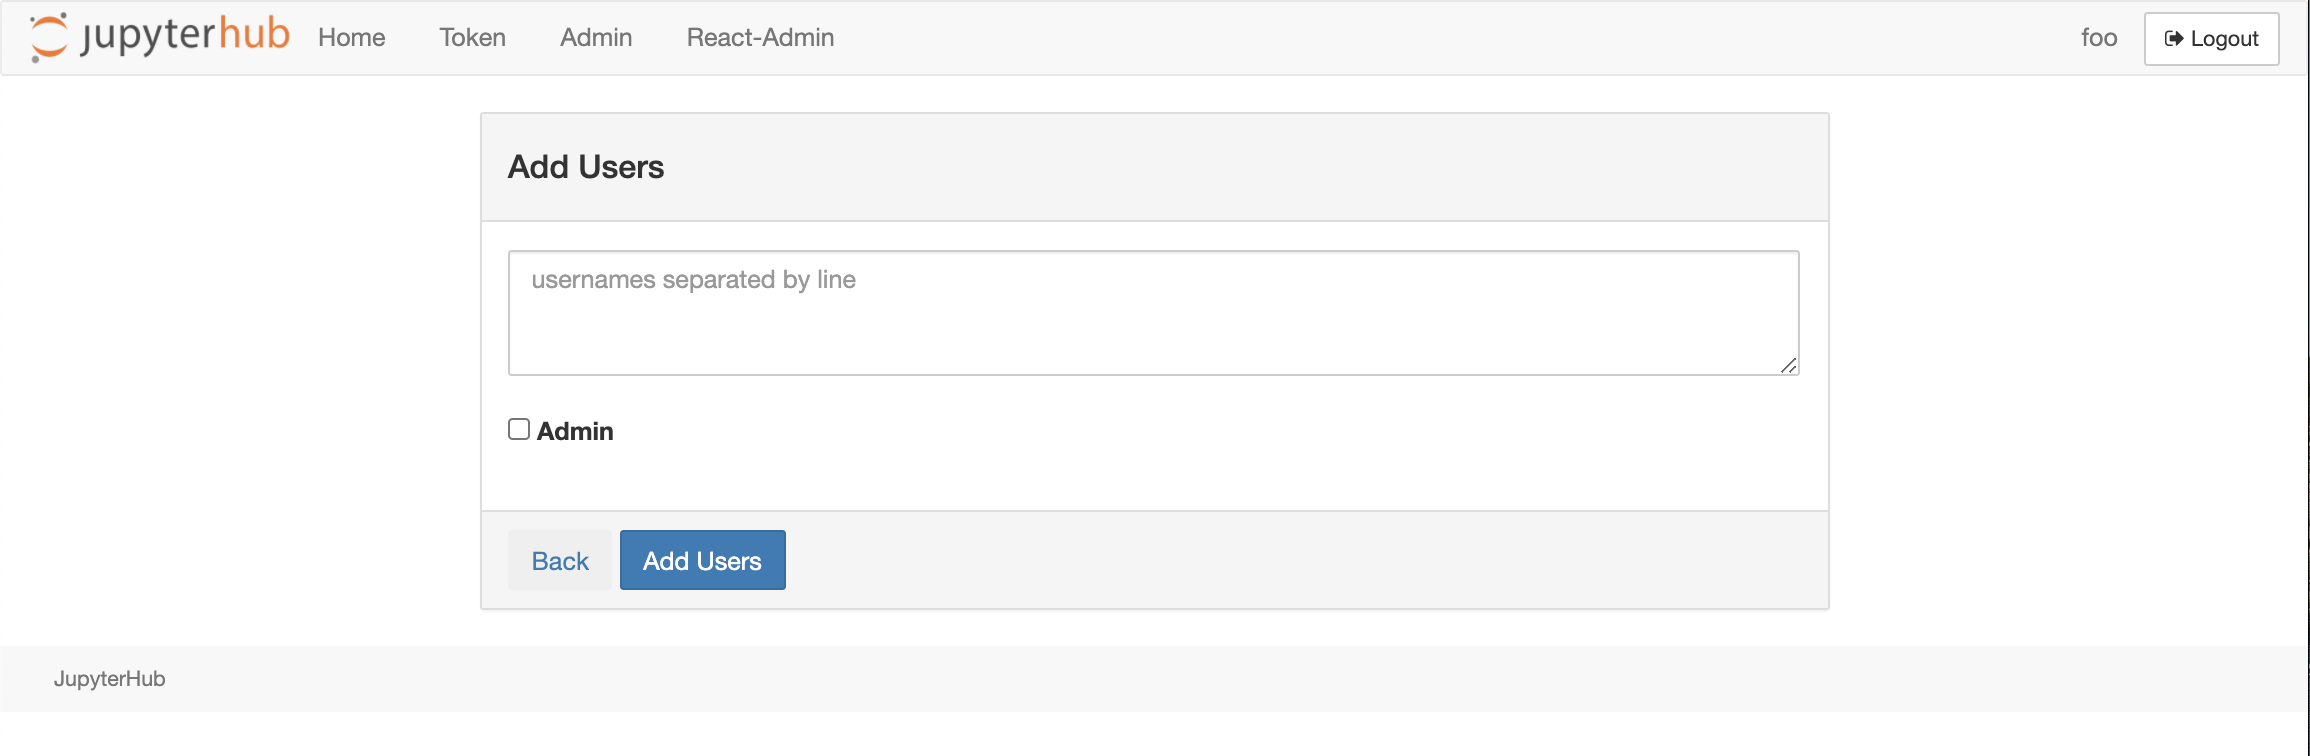 jupyterhub Home Token Admin React-Admin foo Logout
Add Users
usernames separated by line
Admin
Back Add Users
JupyterHub